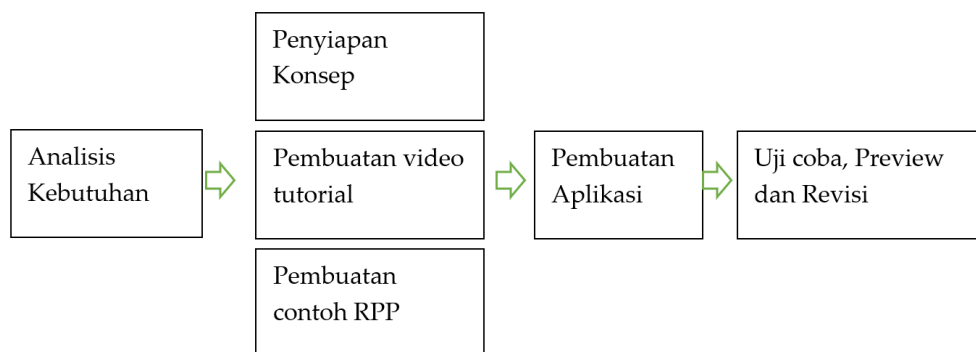 Analisis
Kebutuhan
Penyiapan
Konsep
Pembuatan video
tutorial
Pembuatan
contoh RPP
Pembuatan
Aplikasi
Uji coba, Preview
dan Revisi